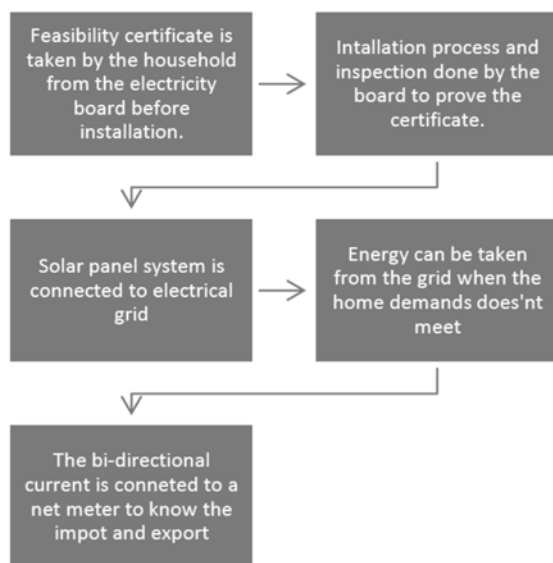 Feasibility certificate is
taken by the household
from the electricity
board before
installation.
Intallation process and
inspection done by the
board to prove the
certificate.
Solar panel system is
connected to electrical
grid
Energy can be taken
from the grid when the
home demands does'nt
meet
The bi-directional
current is conneted to a
net meter to know the
impot and export